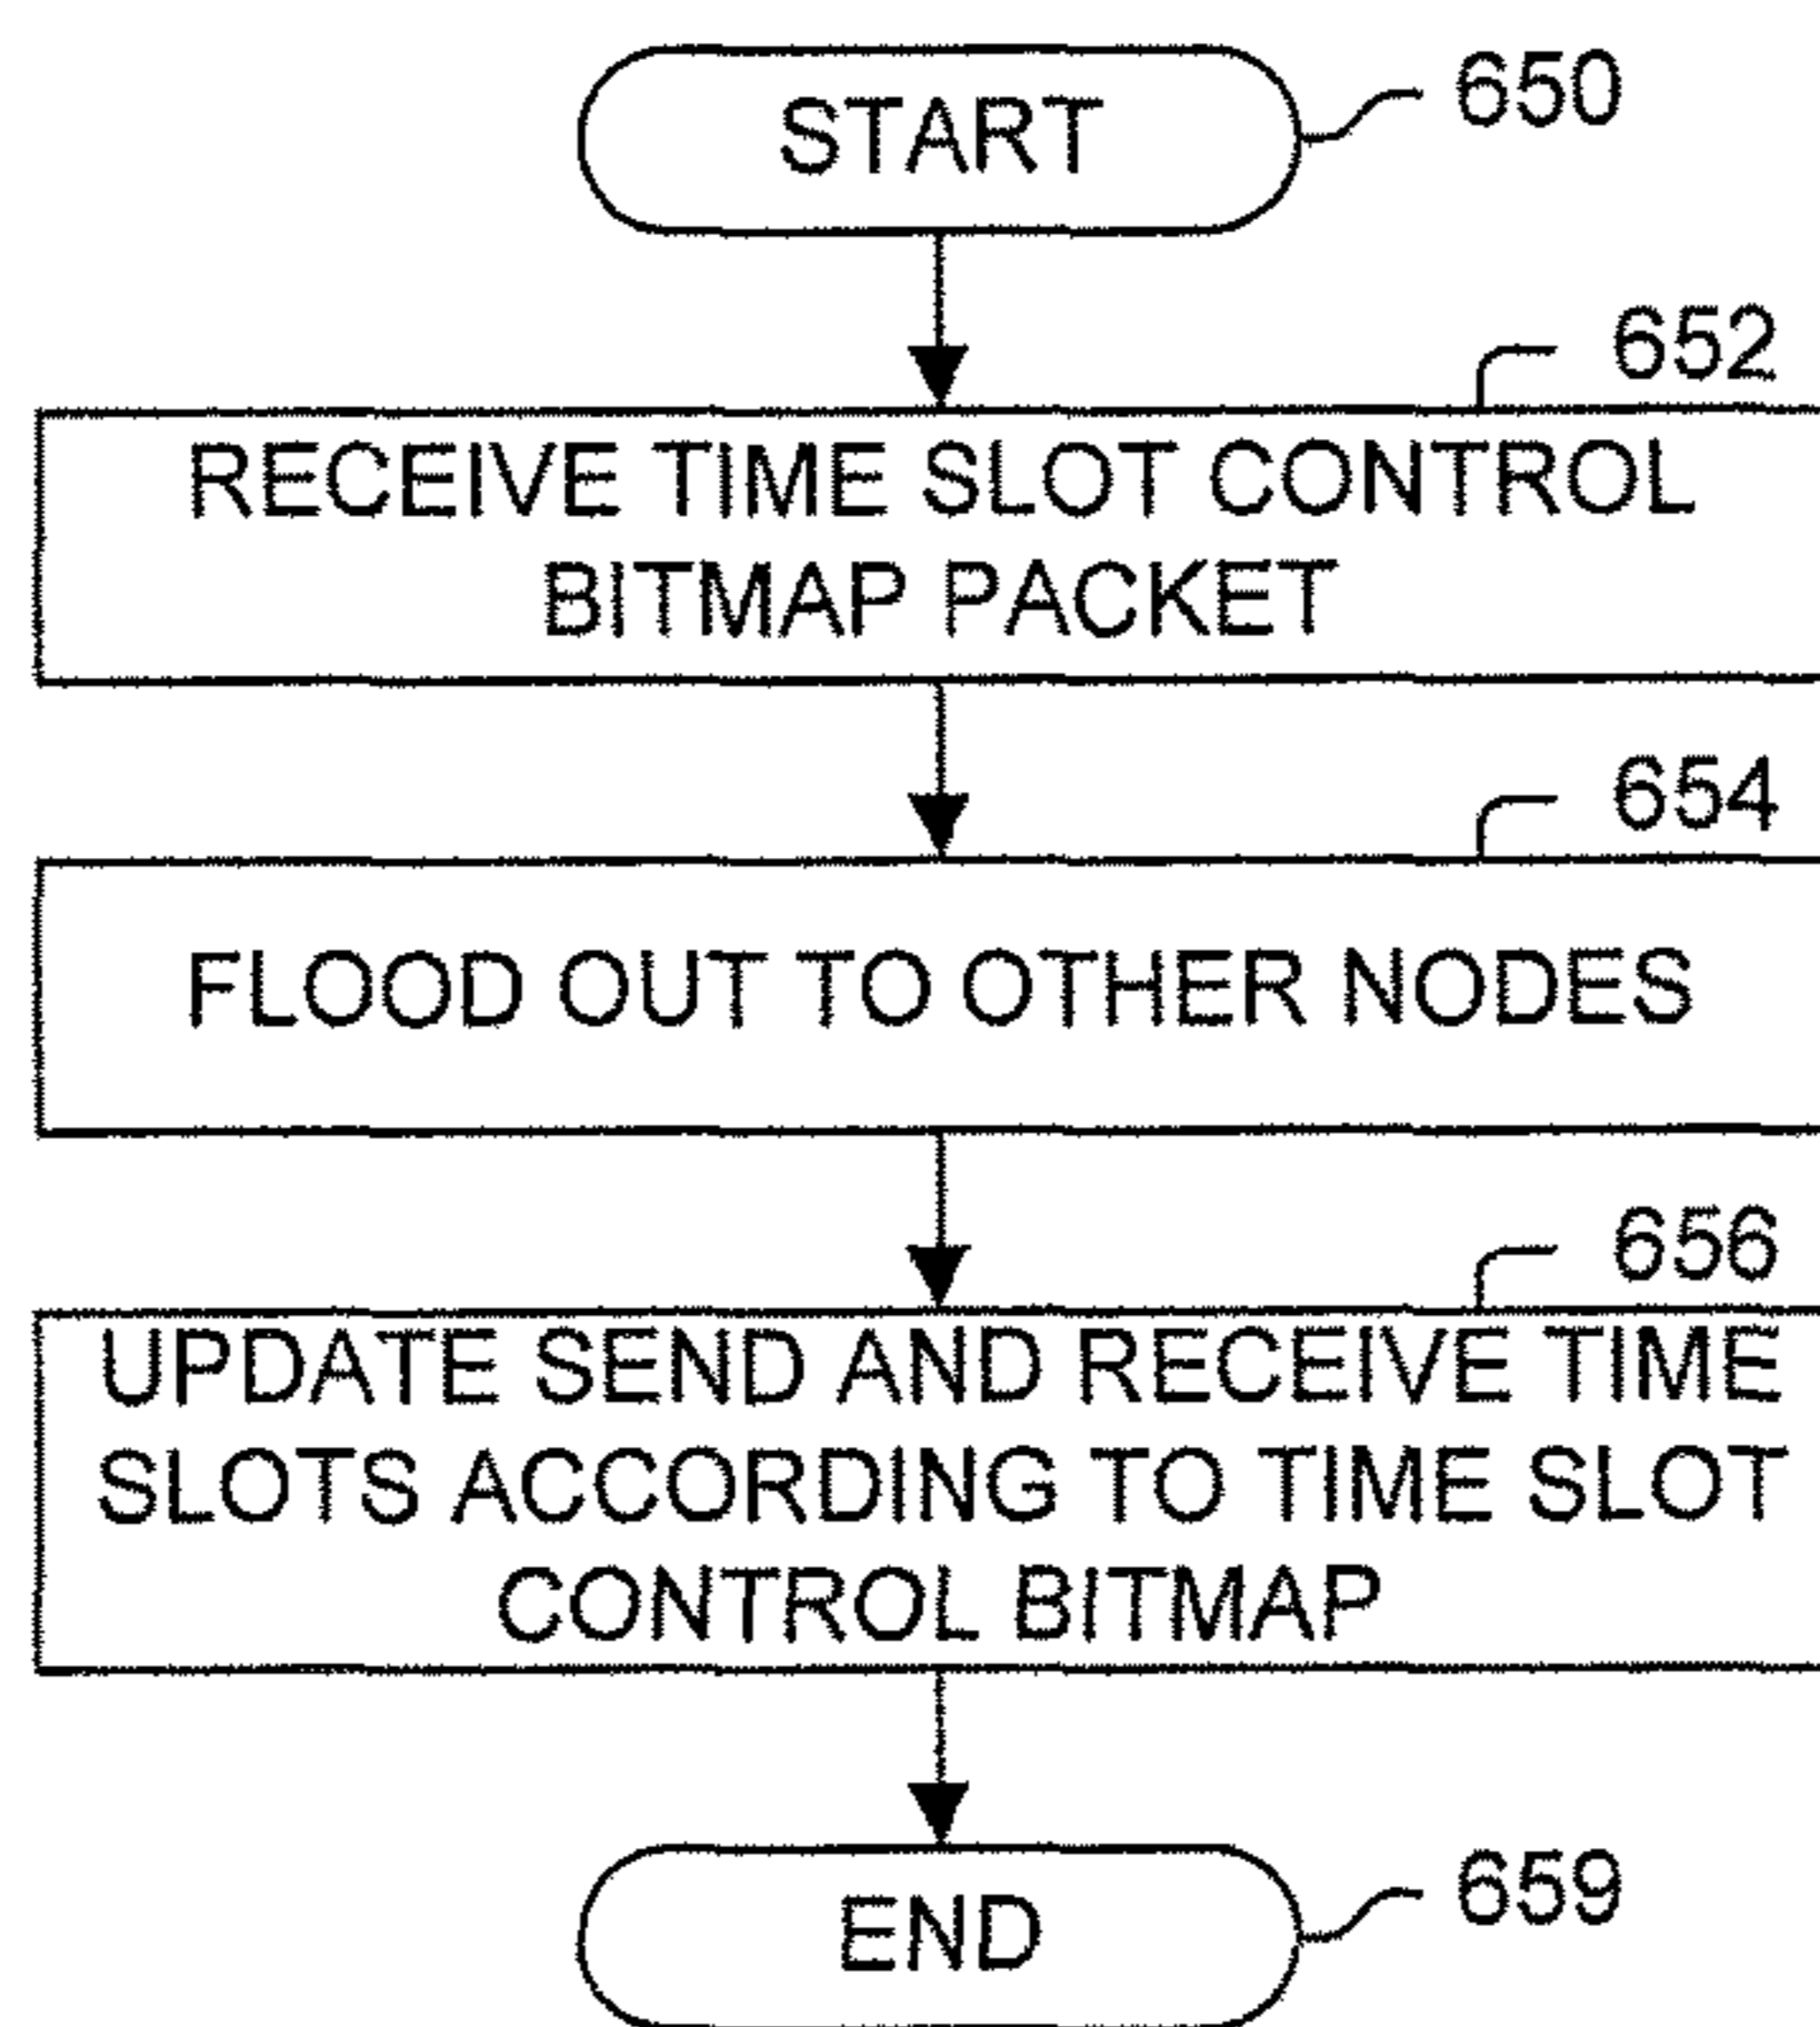 START
650
652
RECEIVE TIME SLOT CONTROL
BITMAP PACKET
654
FLOOD OUT TO OTHER NODES
656
UPDATE SEND AND RECEIVE TIME
SLOTS ACCORDING TO TIME SLOT
CONTROL BITMAP
END
659